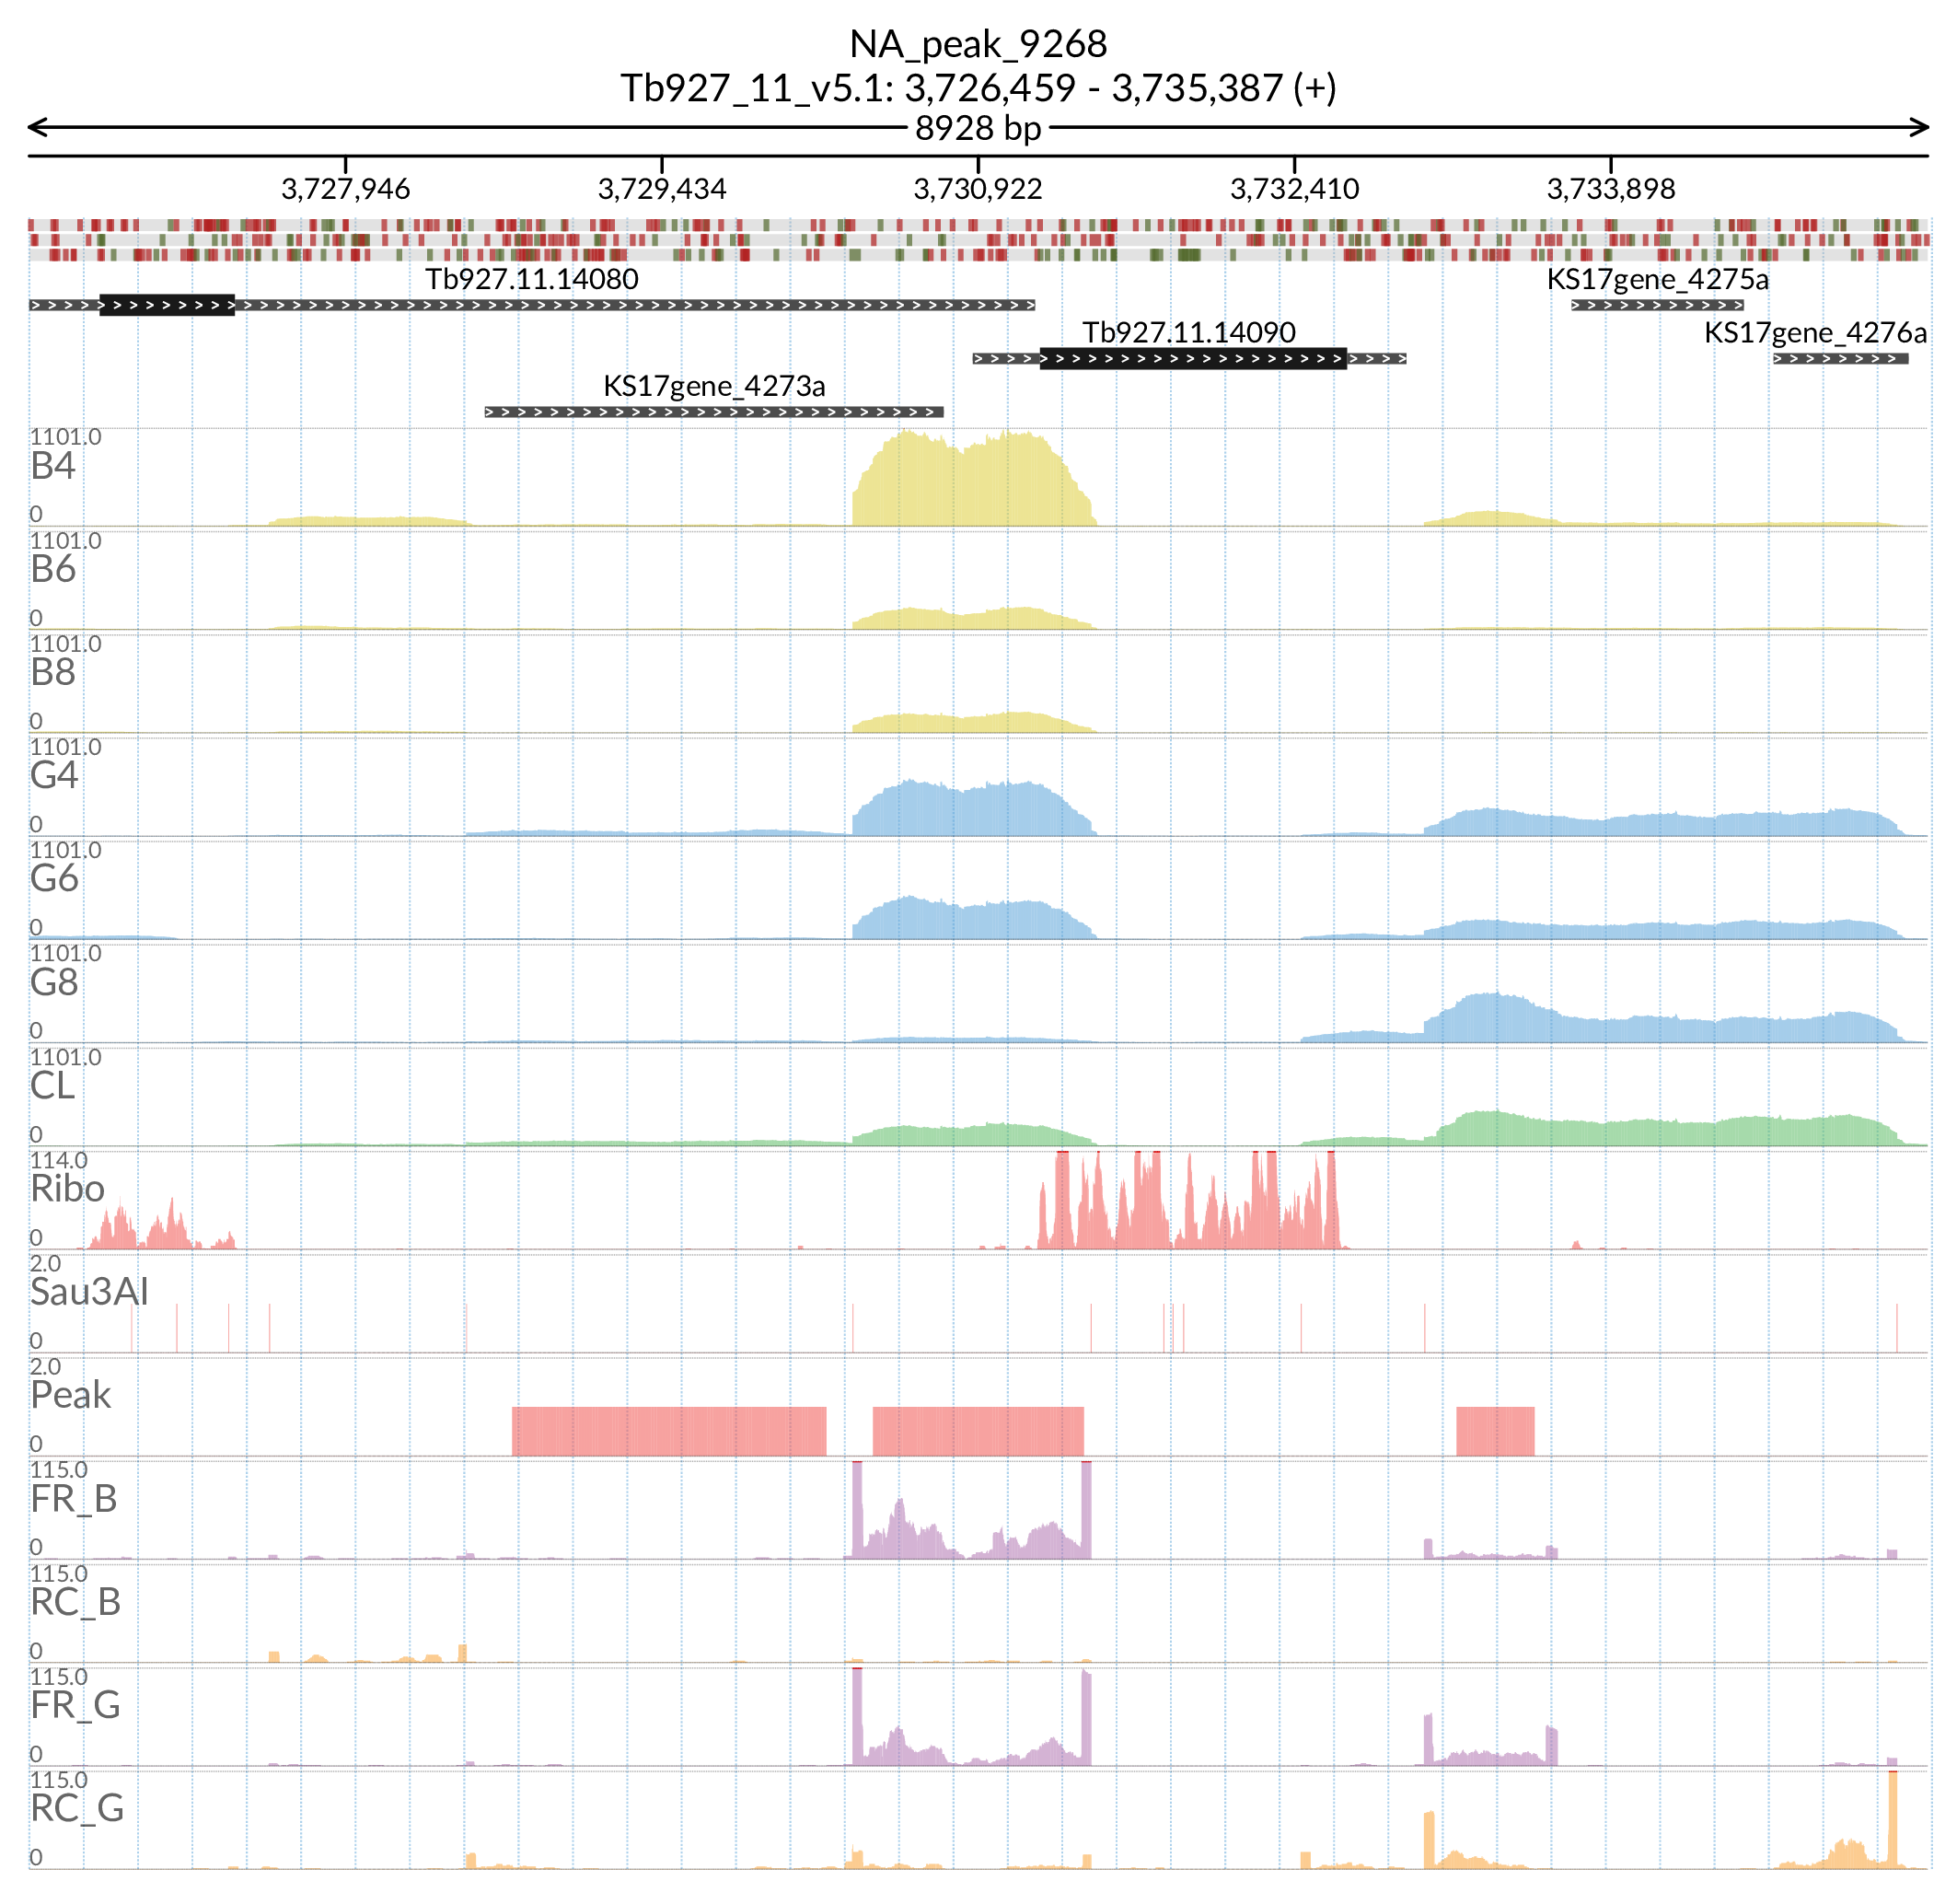 NA_peak_9268
Tb927_11_v5.1: 3,726,459 - 3,735,387 (+)
8928 bp
3,727,946 3,729,434 3,730,922 3,732,410 3,733,898
Tb927.11.14080 KS17gene_4275a
Tb927.11.14090 KS17gene_4276a
KS17gene_4273a
1101.0
B4
0
1101.0
B6
0
1101.0
B8
0
1101.0
G4
0
1101.0
G6
0
1101.0
G8
0
1101.0
CL
0
114.0
Ribo
0
2.0
Sau3AI
0
2.0
Peak
0
115.0
FR_B
0
115.0
RC_B
0
115.0
FR_G
0
115.0
RC_G
0